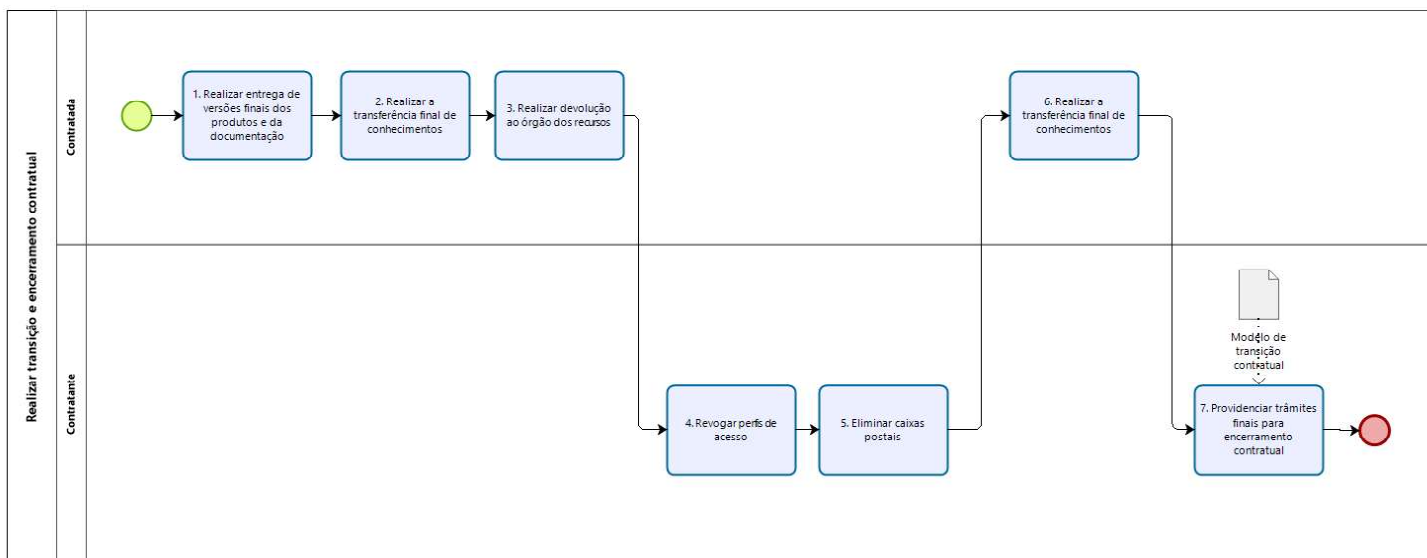 Realizar transição e encerramento contratual
Contratada
1. Realizar entrega de
versões finais dos
produtos e da
documentação
2. Realizar a
transferência final de
conhecimentos
3. Realizar devolução
ao órgão dos recursos
6. Realizar a
transferência final de
conhecimentos
Contratante
4. Revogar perfis de
acesso
5. Eliminar caixas
postais
Modelo de
transição
contratual
7. Providenciar trâmites
finais para
encerramento
contratual